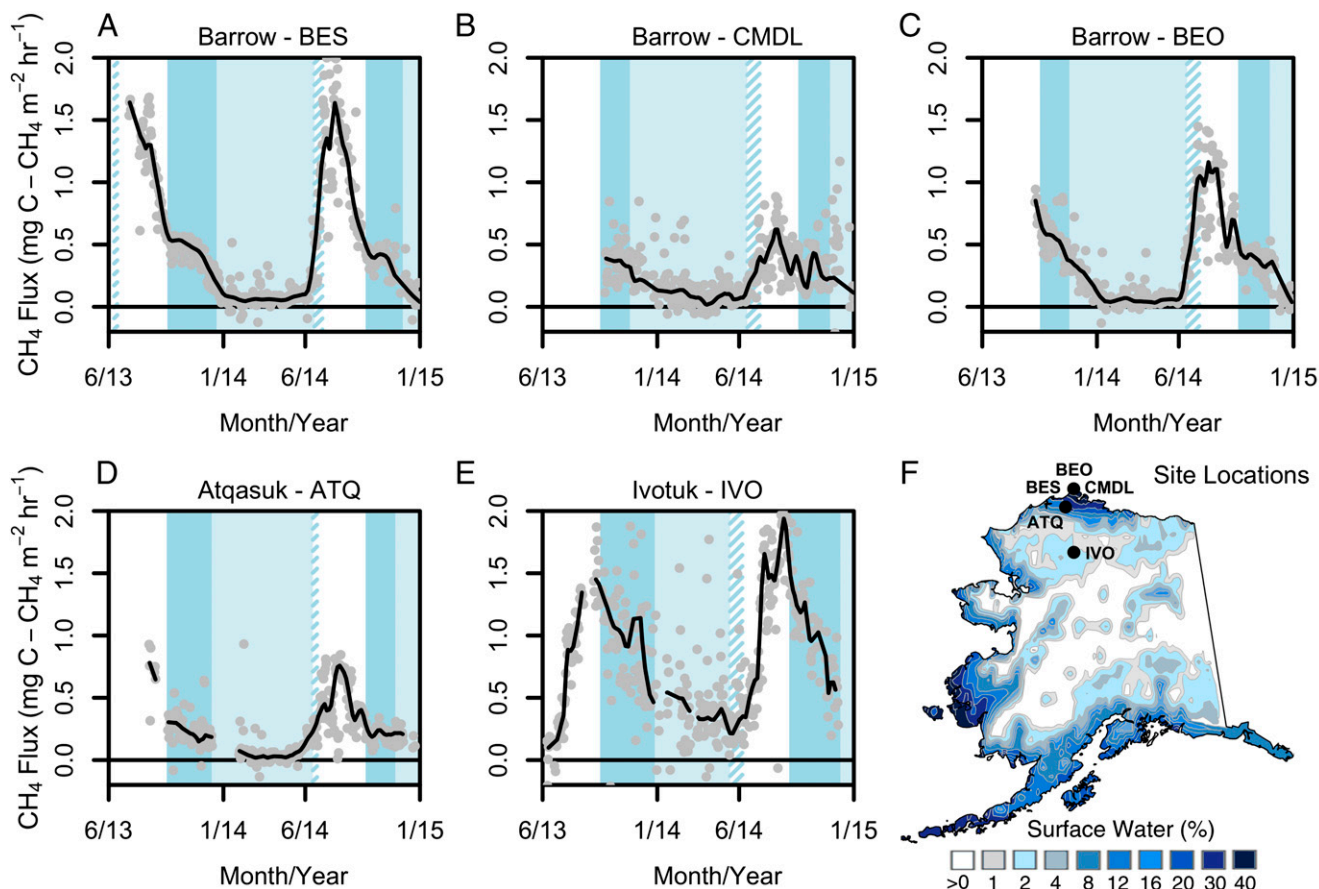 A
Barrow - BES
CH₄ Flux (mg C − CH₄ m⁻² hr⁻¹)
2.0
1.5
1.0
0.5
0.0
6/13 1/14 6/14 1/15
Month/Year
B
Barrow - CMDL
2.0
1.5
1.0
0.5
0.0
6/13 1/14 6/14 1/15
Month/Year
C
Barrow - BEO
2.0
1.5
1.0
0.5
0.0
6/13 1/14 6/14 1/15
Month/Year
D
Atqasuk - ATQ
CH₄ Flux (mg C − CH₄ m⁻² hr⁻¹)
2.0
1.5
1.0
0.5
0.0
6/13 1/14 6/14 1/15
Month/Year
E
Ivotuk - IVO
2.0
1.5
1.0
0.5
0.0
6/13 1/14 6/14 1/15
Month/Year
F
Site Locations
BEO
BES CMDL
ATQ
IVO
Surface Water (%)
>0 1 2 4 8 12 16 20 30 40